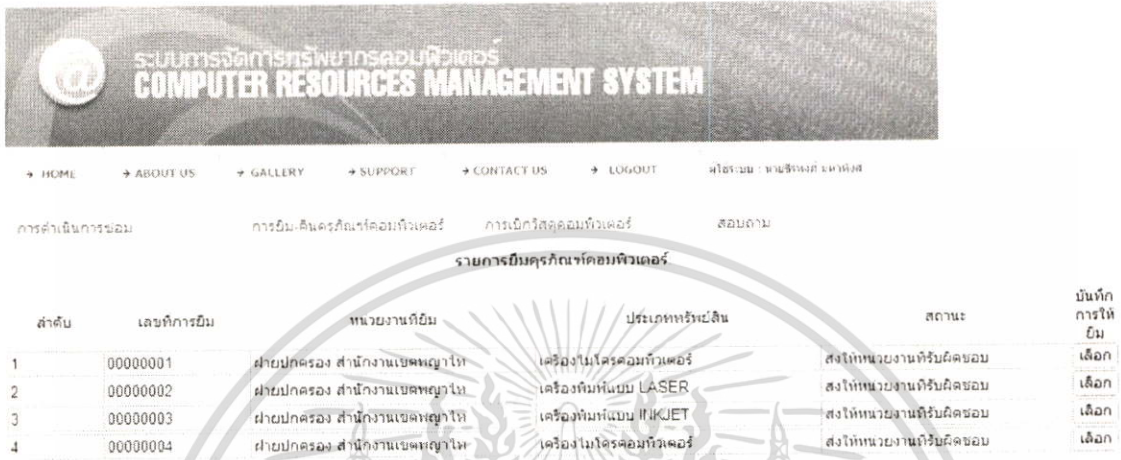 ระบบการจัดการทรัพยากรคอมพิวเตอร์
COMPUTER RESOURCES MANAGEMENT SYSTEM
→ HOME → ABOUT US → GALLERY → SUPPORT → CONTACT US → LOGOUT ผู้ใช้ระบบ :
การดำเนินการซ่อม การยืม-คืนครุภัณฑ์คอมพิวเตอร์ การเบิกวัสดุคอมพิวเตอร์ สอบถาม
รายการยืมครุภัณฑ์คอมพิวเตอร์
ลำดับ เลขที่การยืม หน่วยงานที่ยืม ประเภททรัพย์สิน สถานะ บันทึก
การให้
ยืม
1 00000001 ฝ่ายปกครอง สำนักงานเขตพญาไท เครื่องไมโครคอมพิวเตอร์ ส่งให้หน่วยงานที่รับผิดชอบ เลือก
2 00000002 ฝ่ายปกครอง สำนักงานเขตพญาไท เครื่องพิมพ์แบบ LASER ส่งให้หน่วยงานที่รับผิดชอบ เลือก
3 00000003 ฝ่ายปกครอง สำนักงานเขตพญาไท เครื่องพิมพ์แบบ INKJET ส่งให้หน่วยงานที่รับผิดชอบ เลือก
4 00000004 ฝ่ายปกครอง สำนักงานเขตพญาไท เครื่องไมโครคอมพิวเตอร์ ส่งให้หน่วยงานที่รับผิดชอบ เลือก